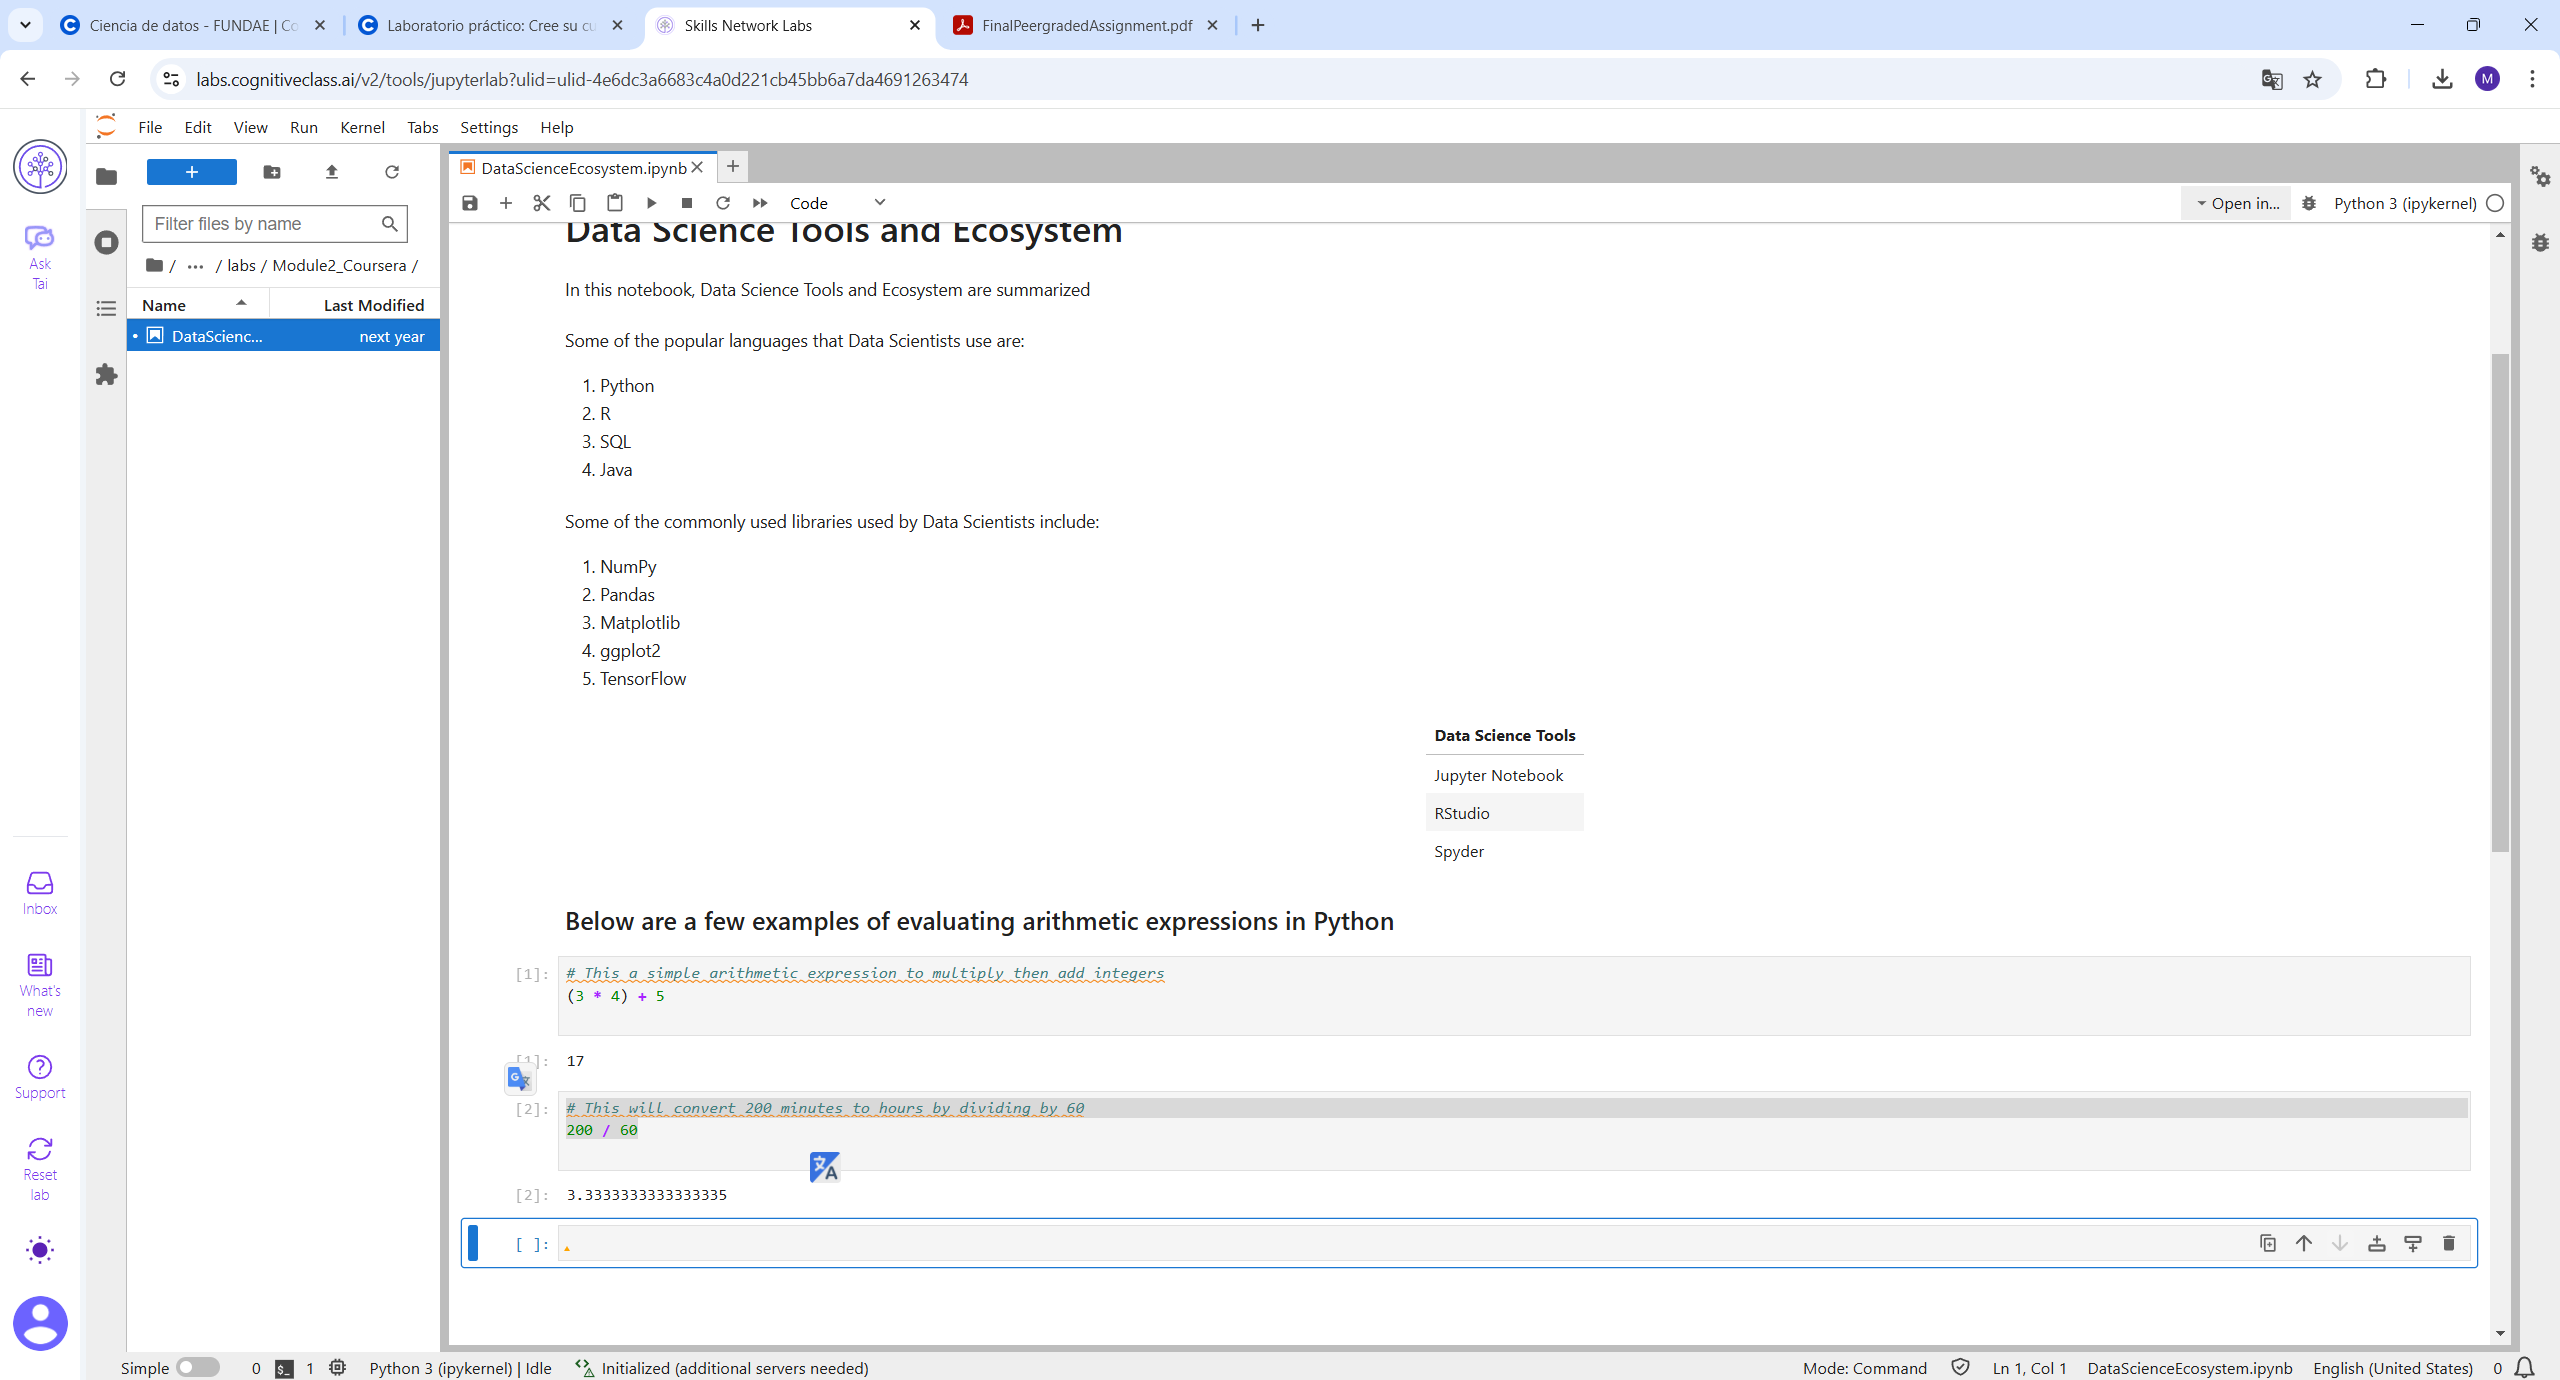 Ciencia de datos - FUNDAE | Co
Laboratorio práctico: Cree su cu
Skills Network Labs
FinalPeergradedAssignment.pdf
labs.cognitiveclass.ai/v2/tools/jupyterlab?ulid=ulid-4e6dc3a6683c4a0d221cb45bb6a7da4691263474
M
File Edit View Run Kernel Tabs Settings Help
Ask
Tai
Inbox
What's
new
Support
Reset
lab
Filter files by name
/ ... / labs / Module2_Coursera /
Name Last Modified
DataScienc... next year
DataScienceEcosystem.ipynb
Code
Open in...
Python 3 (ipykernel)
Data Science Tools and Ecosystem
In this notebook, Data Science Tools and Ecosystem are summarized
Some of the popular languages that Data Scientists use are:
1. Python
2. R
3. SQL
4. Java
Some of the commonly used libraries used by Data Scientists include:
1. NumPy
2. Pandas
3. Matplotlib
4. ggplot2
5. TensorFlow
Data Science Tools
Jupyter Notebook
RStudio
Spyder
Below are a few examples of evaluating arithmetic expressions in Python
[1]: # This a simple arithmetic expression to multiply then add integers
(3 * 4) + 5
[1]: 17
[2]: # This will convert 200 minutes to hours by dividing by 60
200 / 60
[2]: 3.3333333333333335
[ ]:
Simple 0 1 Python 3 (ipykernel) | Idle Initialized (additional servers needed) Mode: Command Ln 1, Col 1 DataScienceEcosystem.ipynb English (United States) 0